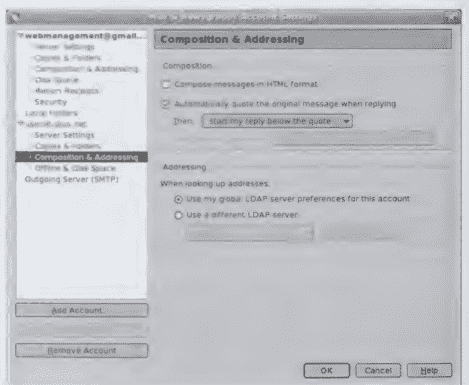 Account Settings
webmanagement@gmail...
Server Settings
Copies & Folders
Composition & Addressing
Disk Space
Return Receipts
Security
Local Folders
Server Settings
Copies & Folders
Composition & Addressing
Offline & Disk Space
Outgoing Server (SMTP)
Add Account...
Remove Account
Composition & Addressing
Composition
Compose messages in HTML format
Automatically quote the original message when replying
Then, start my reply below the quote
Addressing
When looking up addresses:
Use my global LDAP server preferences for this account
Use a different LDAP server:
OK
Cancel
Help